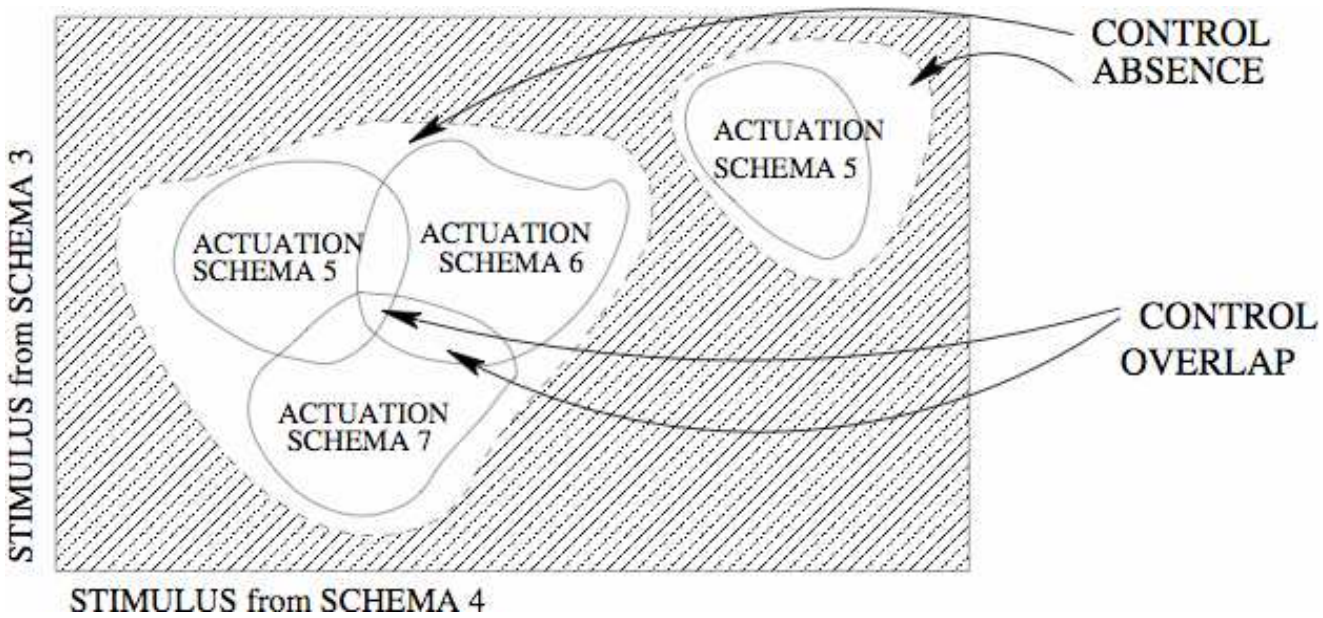 CONTROL
ABSENCE
ACTUATION
SCHEMA 5
ACTUATION
SCHEMA 5
ACTUATION
SCHEMA 6
ACTUATION
SCHEMA 7
CONTROL
OVERLAP
STIMULUS from SCHEMA 3
STIMULUS from SCHEMA 4